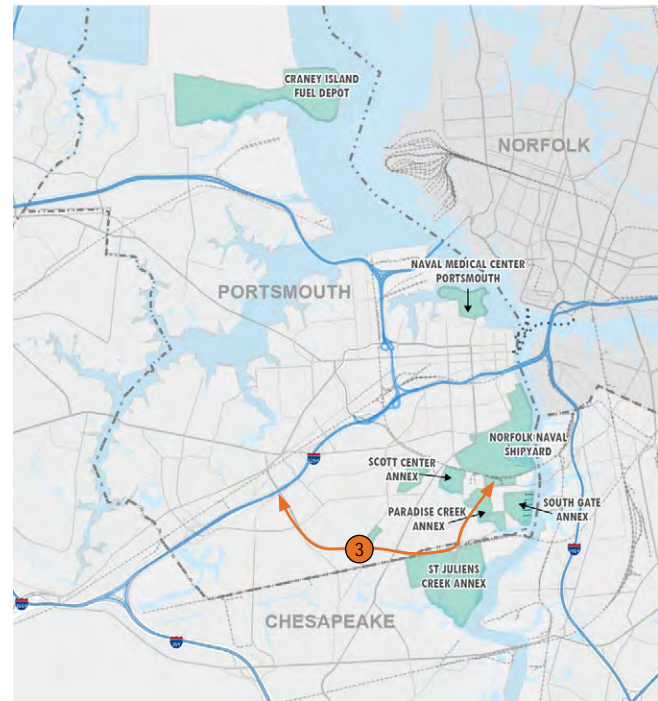 CRANEY ISLAND
FUEL DEPOT
NORFOLK
NAVAL MEDICAL CENTER
PORTSMOUTH
PORTSMOUTH
NORFOLK NAVAL
SHIPYARD
SCOTT CENTER
ANNEX
PARADISE CREEK
ANNEX
SOUTH GATE
ANNEX
3
ST JULIENS
CREEK ANNEX
CHESAPEAKE